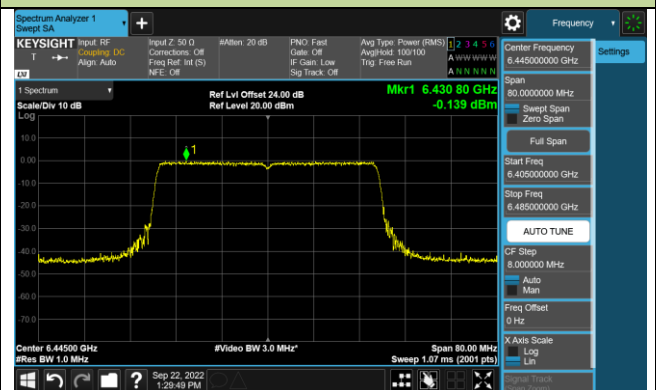 Spectrum Analyzer 1
Swept SA
Frequency
KEYSIGHT
Input: RF
Coupling: DC
Align: Auto
Input Z: 50 Ω
Corrections: Off
Freq Ref: Int (S)
NFE: Off
#Atten: 20 dB
PNO: Fast
Gate: Off
IF Gain: Low
Sig Track: Off
Avg Type: Power (RMS)
Avg|Hold: 100/100
Trig: Free Run
1 2 3 4 5 6
A W W W W W
A N N N N N
LXI
1 Spectrum
Scale/Div 10 dB
Log
Ref Lvl Offset 24.00 dB
Ref Level 20.00 dBm
Mkr1 6.430 80 GHz
-0.139 dBm
1
10.0
0.00
-10.0
-20.0
-30.0
-40.0
-50.0
-60.0
-70.0
Center 6.44500 GHz
#Res BW 1.0 MHz
#Video BW 3.0 MHz*
Span 80.00 MHz
Sweep 1.07 ms (2001 pts)
Sep 22, 2022
1:29:49 PM
Center Frequency
6.445000000 GHz
Settings
Span
80.0000000 MHz
Swept Span
Zero Span
Full Span
Start Freq
6.405000000 GHz
Stop Freq
6.485000000 GHz
AUTO TUNE
CF Step
8.000000 MHz
Auto
Man
Freq Offset
0 Hz
X Axis Scale
Log
Lin
Signal Track